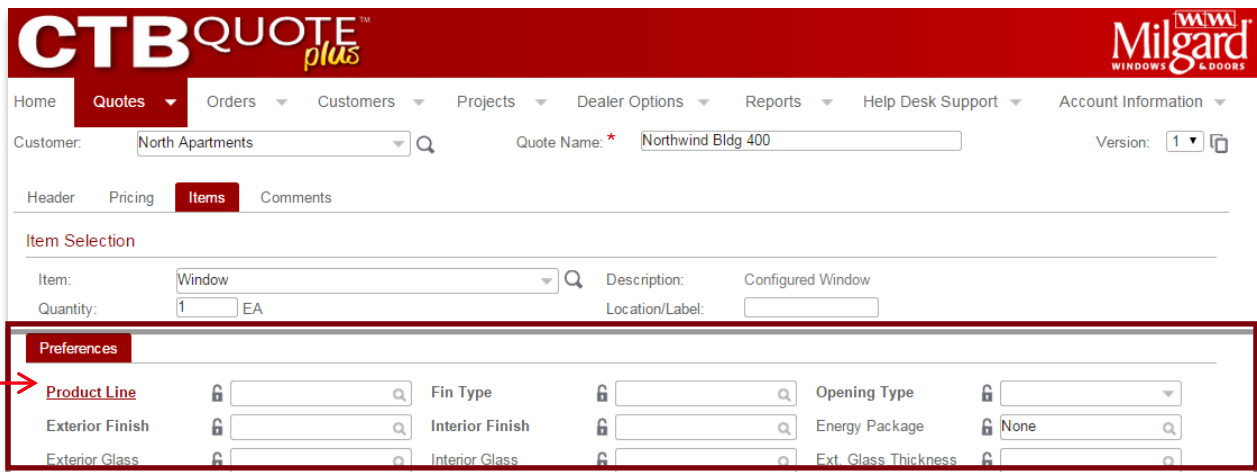 CTBQUOTE plus™ Milgard WINDOWS & DOORS
Home Quotes Orders Customers Projects Dealer Options Reports Help Desk Support Account Information
Customer: North Apartments Quote Name: * Northwind Bldg 400 Version: 1
Header Pricing Items Comments
Item Selection
Item: Window Description: Configured Window
Quantity: 1 EA Location/Label:
Preferences
Product Line Fin Type Opening Type
Exterior Finish Interior Finish Energy Package None
Exterior Glass Interior Glass Ext. Glass Thickness